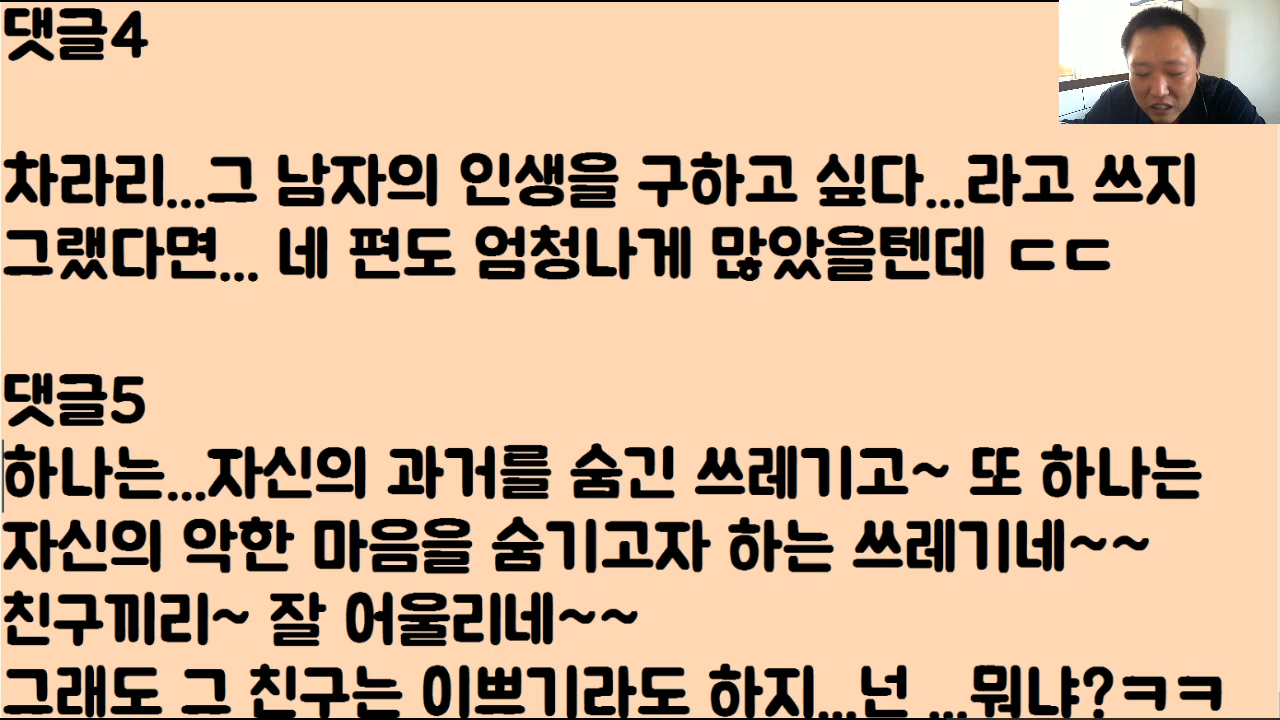 댓글4
차라리...그 남자의 인생을 구하고 싶다...라고 쓰지
그랬다면... 네 편도 엄청나게 많았을텐데 ㄷㄷ
댓글5
하나는...자신의 과거를 숨긴 쓰레기고~ 또 하나는
자신의 악한 마음을 숨기고자 하는 쓰레기네~~
친구끼리~ 잘 어울리네~~
그래도 그 친구는 이쁘기라도 하지...넌 ...뭐냐?ㅋㅋ